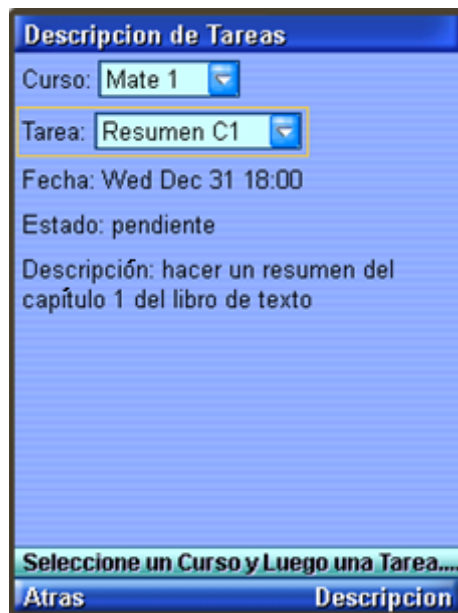 Descripcion de Tareas
Curso: Mate 1
Tarea: Resumen C1
Fecha: Wed Dec 31 18:00
Estado: pendiente
Descripción: hacer un resumen del
capítulo 1 del libro de texto
Seleccione un Curso y Luego una Tarea....
Atras Descripcion